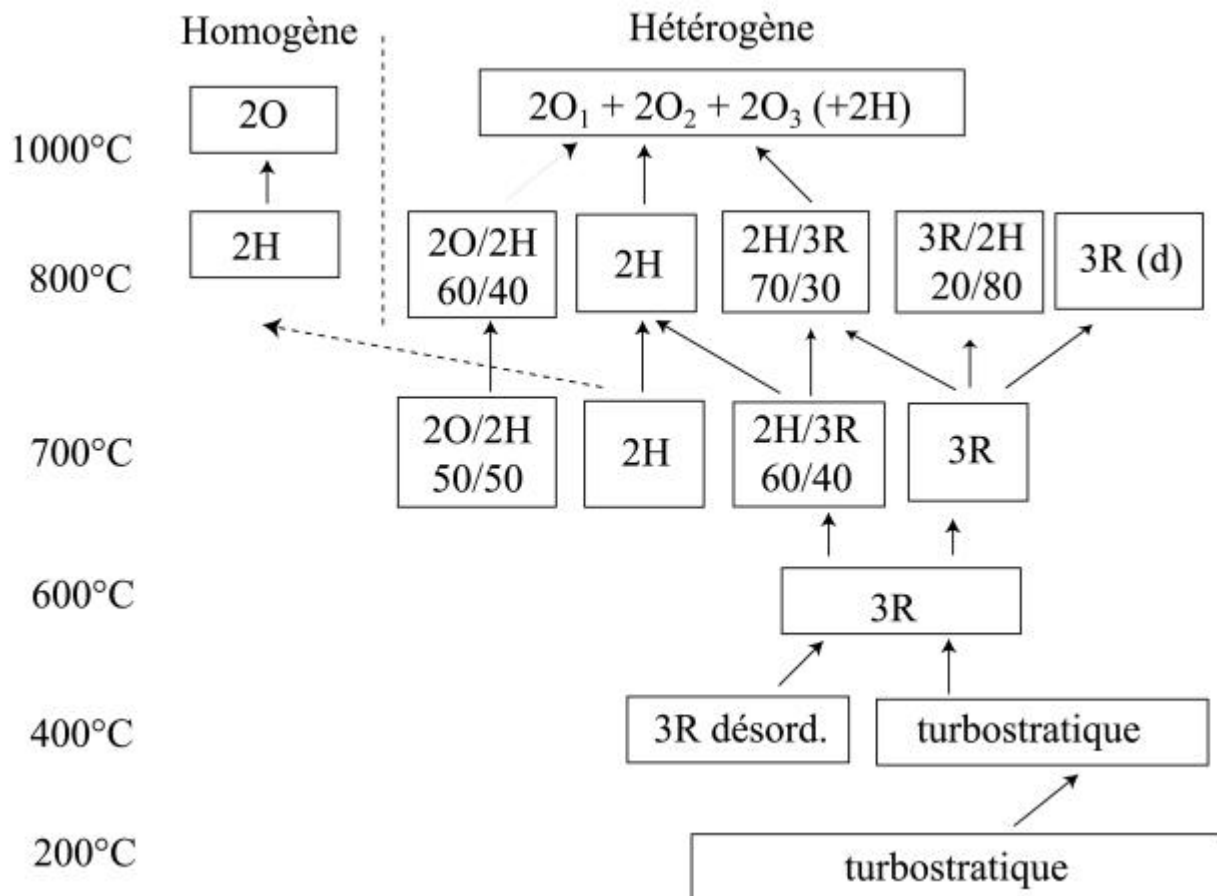 Homogène
Hétérogène
2O
2O₁ + 2O₂ + 2O₃ (+2H)
1000°C
2H
2O/2H
60/40
2H
2H/3R
70/30
3R/2H
20/80
3R (d)
800°C
2O/2H
50/50
2H
2H/3R
60/40
3R
700°C
600°C
3R
400°C
3R désord.
turbostratique
200°C
turbostratique